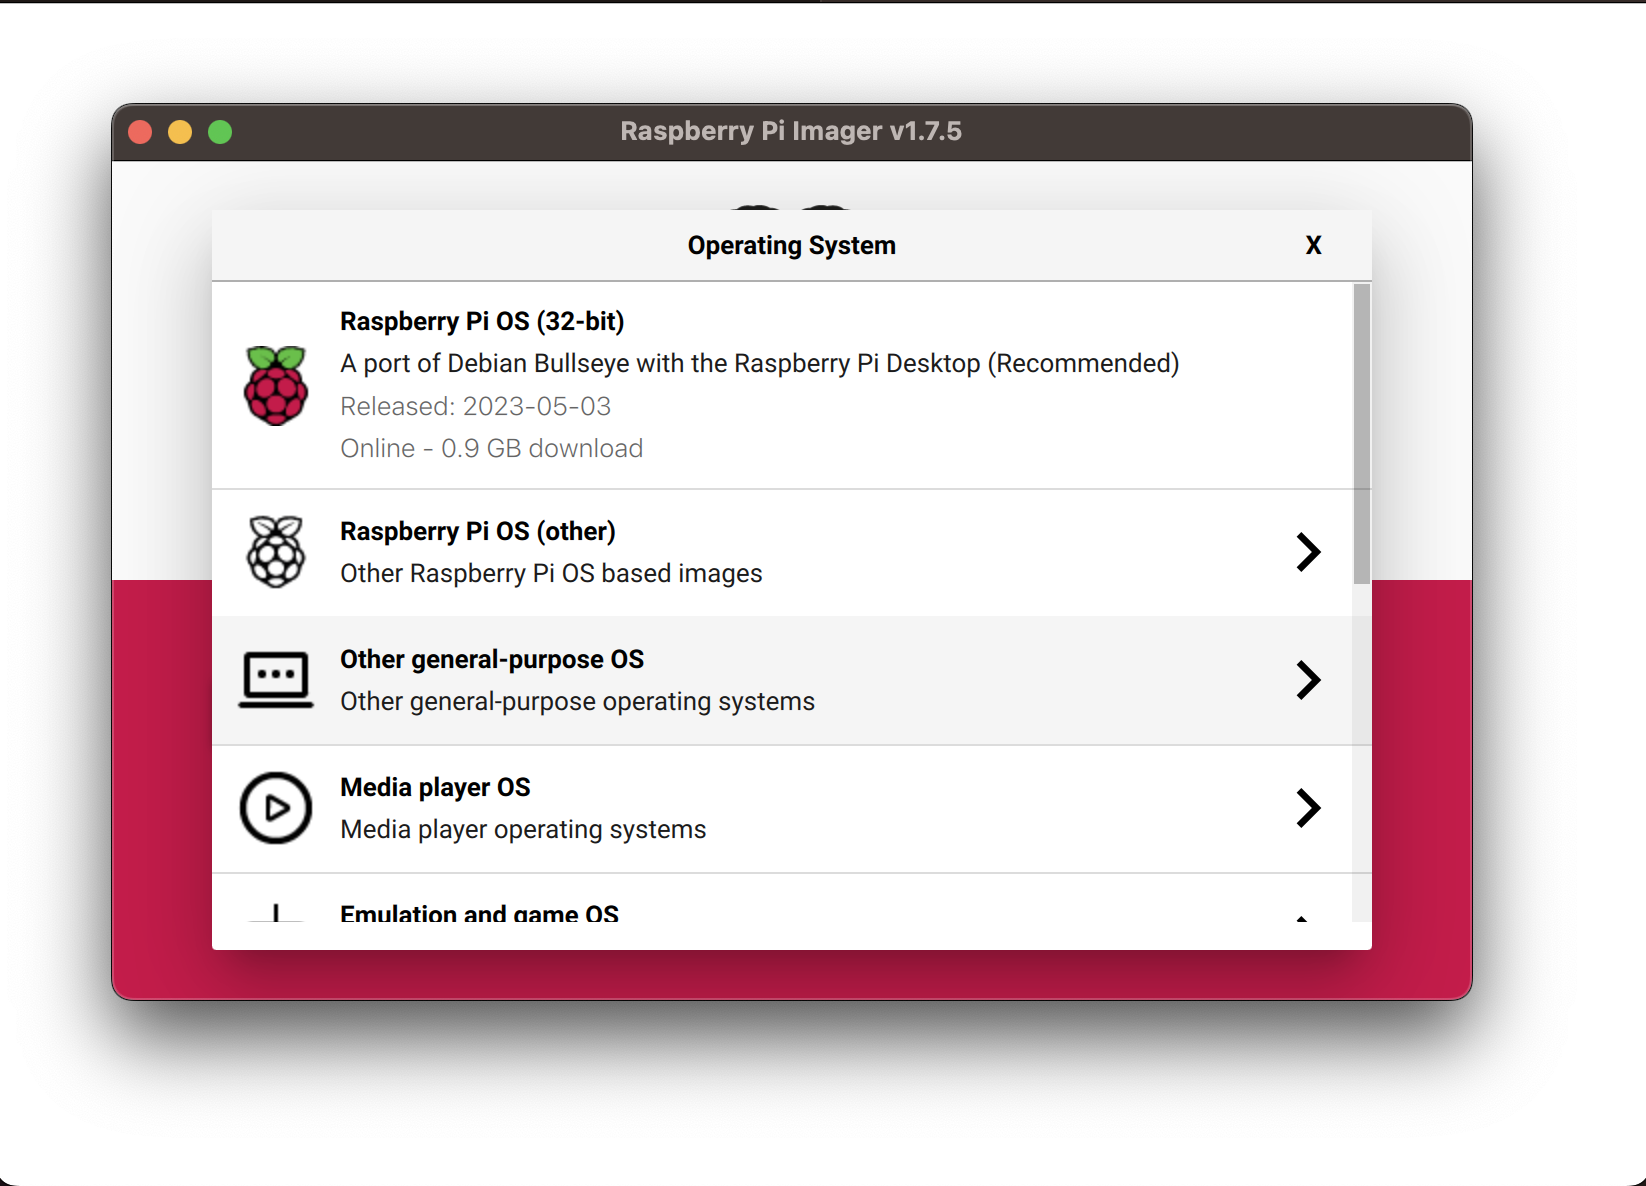 Raspberry Pi Imager v1.7.5
Operating System
X
Raspberry Pi OS (32-bit)
A port of Debian Bullseye with the Raspberry Pi Desktop (Recommended)
Released: 2023-05-03
Online - 0.9 GB download
Raspberry Pi OS (other)
Other Raspberry Pi OS based images
Other general-purpose OS
Other general-purpose operating systems
Media player OS
Media player operating systems
Emulation and game OS